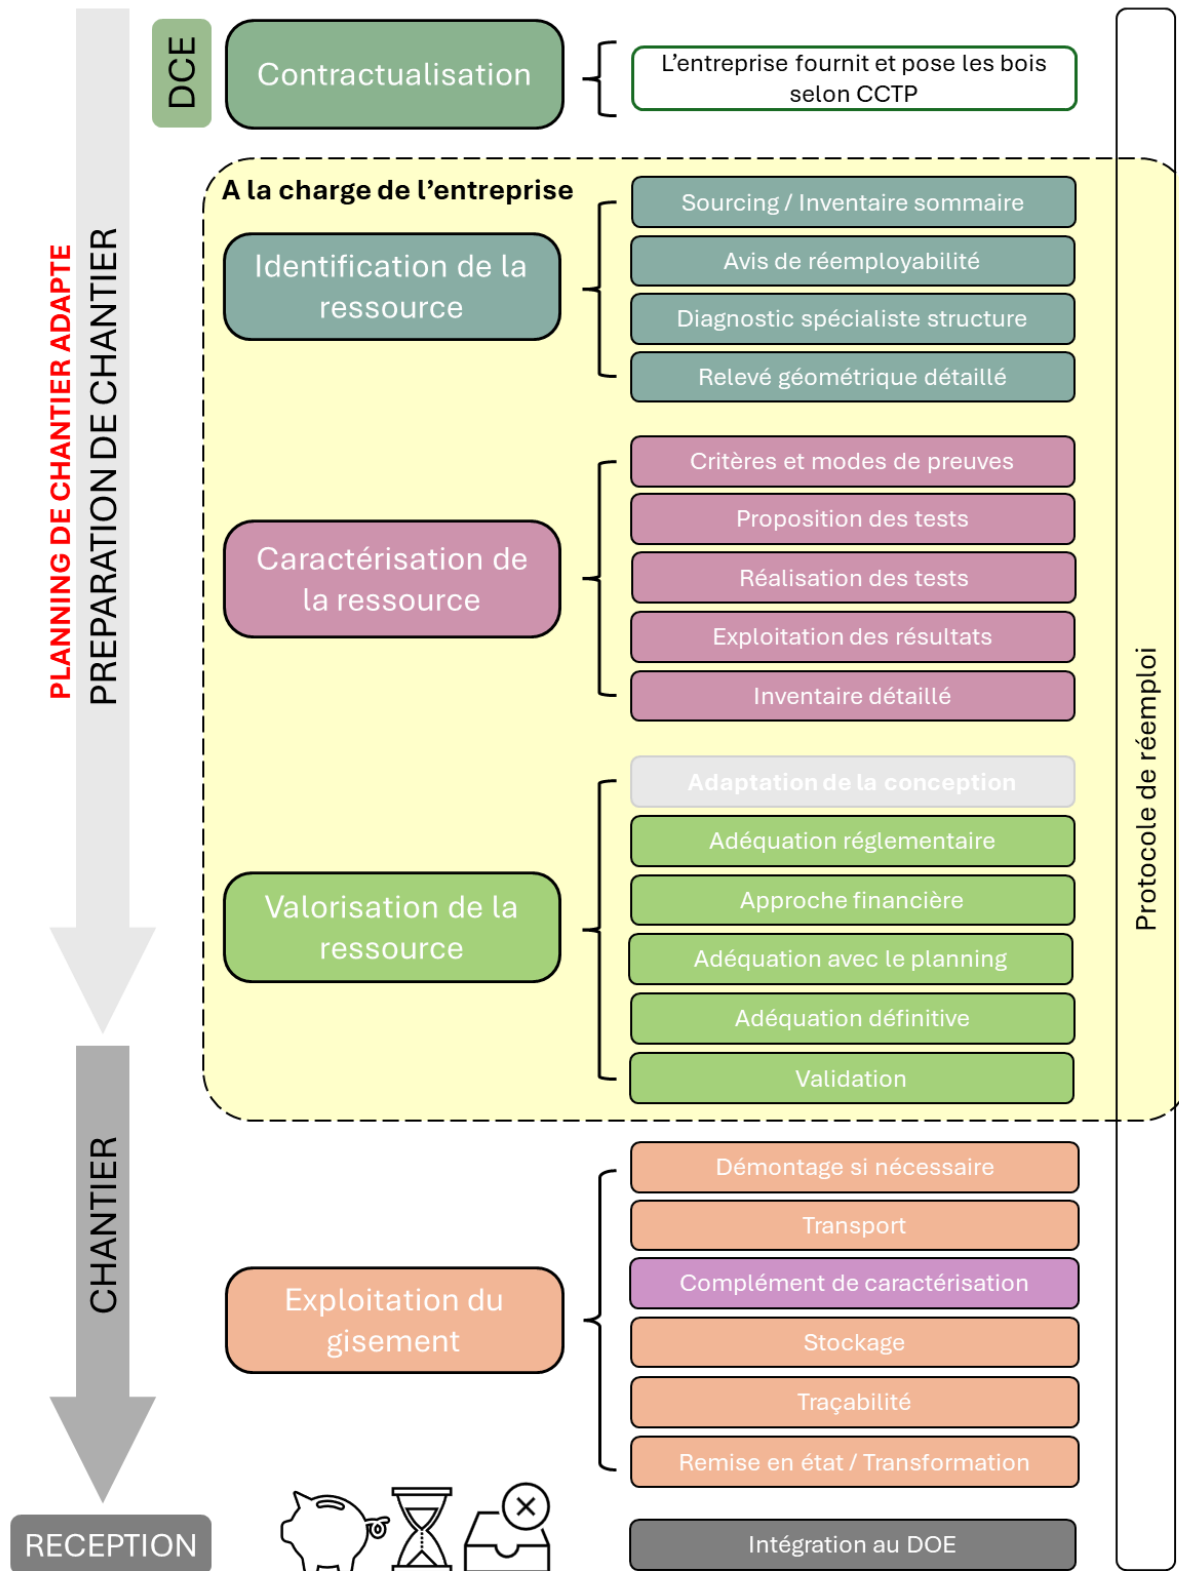 DCE
Contractualisation
L'entreprise fournit et pose les bois
selon CCTP
PLANNING DE CHANTIER ADAPTE
PREPARATION DE CHANTIER
A la charge de l'entreprise
Identification de la
ressource
Sourcing / Inventaire sommaire
Avis de réemployabilité
Diagnostic spécialiste structure
Relevé géométrique détaillé
Caractérisation de
la ressource
Critères et modes de preuves
Proposition des tests
Réalisation des tests
Exploitation des résultats
Inventaire détaillé
Valorisation de la
ressource
Adaptation de la conception
Adéquation réglementaire
Approche financière
Adéquation avec le planning
Adéquation définitive
Validation
Protocole de réemploi
CHANTIER
Exploitation du
gisement
Démontage si nécessaire
Transport
Complément de caractérisation
Stockage
Traçabilité
Remise en état / Transformation
RECEPTION
Intégration au DOE